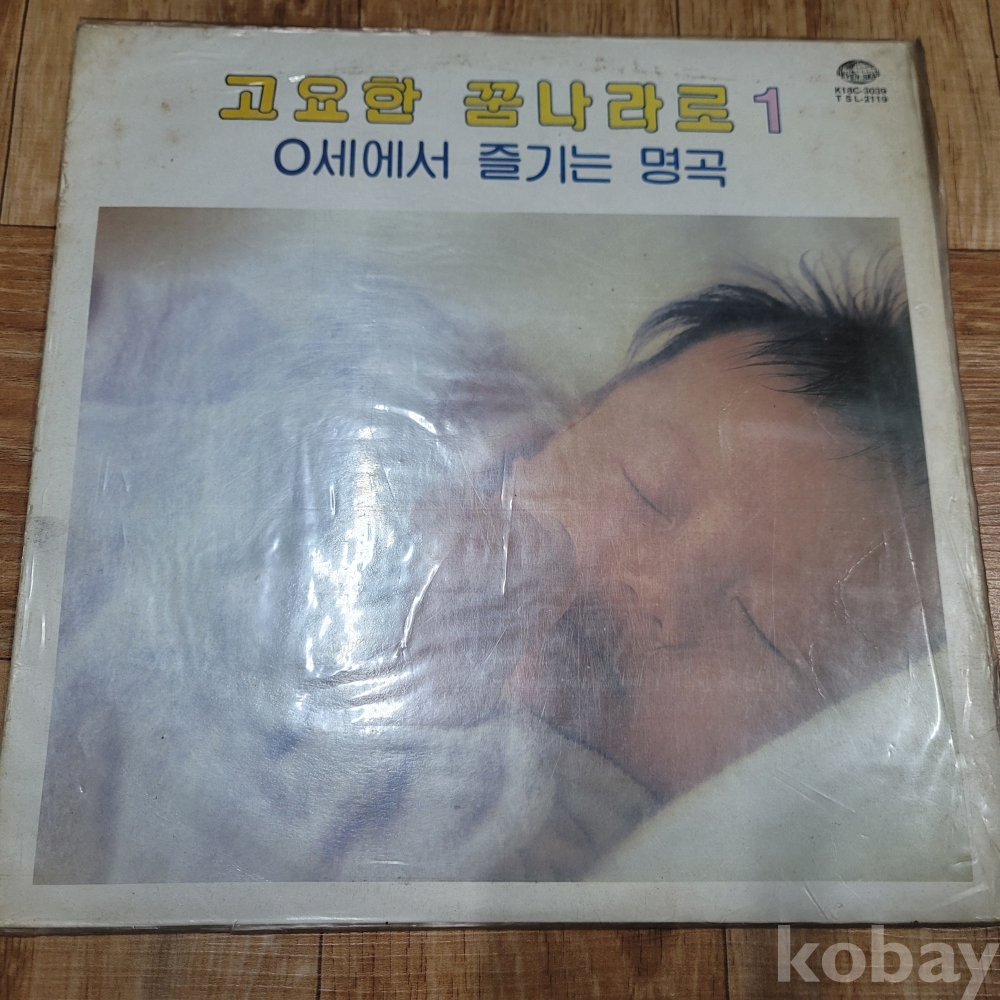 고요한 꿈나라로 1
0세에서 즐기는 명곡
K18C-3039
TSL-2119
kobay